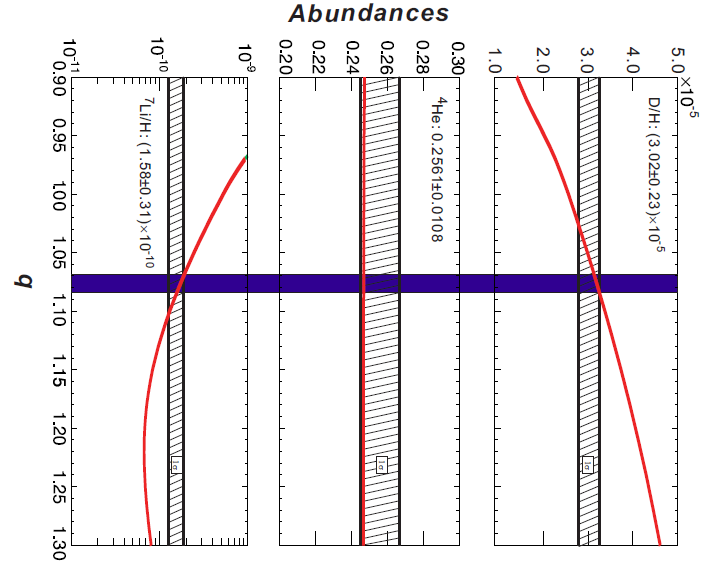 Abundances
×10⁻⁵
5.0
4.0
3.0
2.0
1.0
D/H: (3.02±0.23)×10⁻⁵
1σ
0.30
0.28
0.26
0.24
0.22
0.20
⁴He: 0.2561±0.0108
1σ
10⁻⁹
10⁻¹⁰
10⁻¹¹
⁷Li/H: (1.58±0.31)×10⁻¹⁰
1σ
0.90 0.95 1.00 1.05 1.10 1.15 1.20 1.25 1.30
q